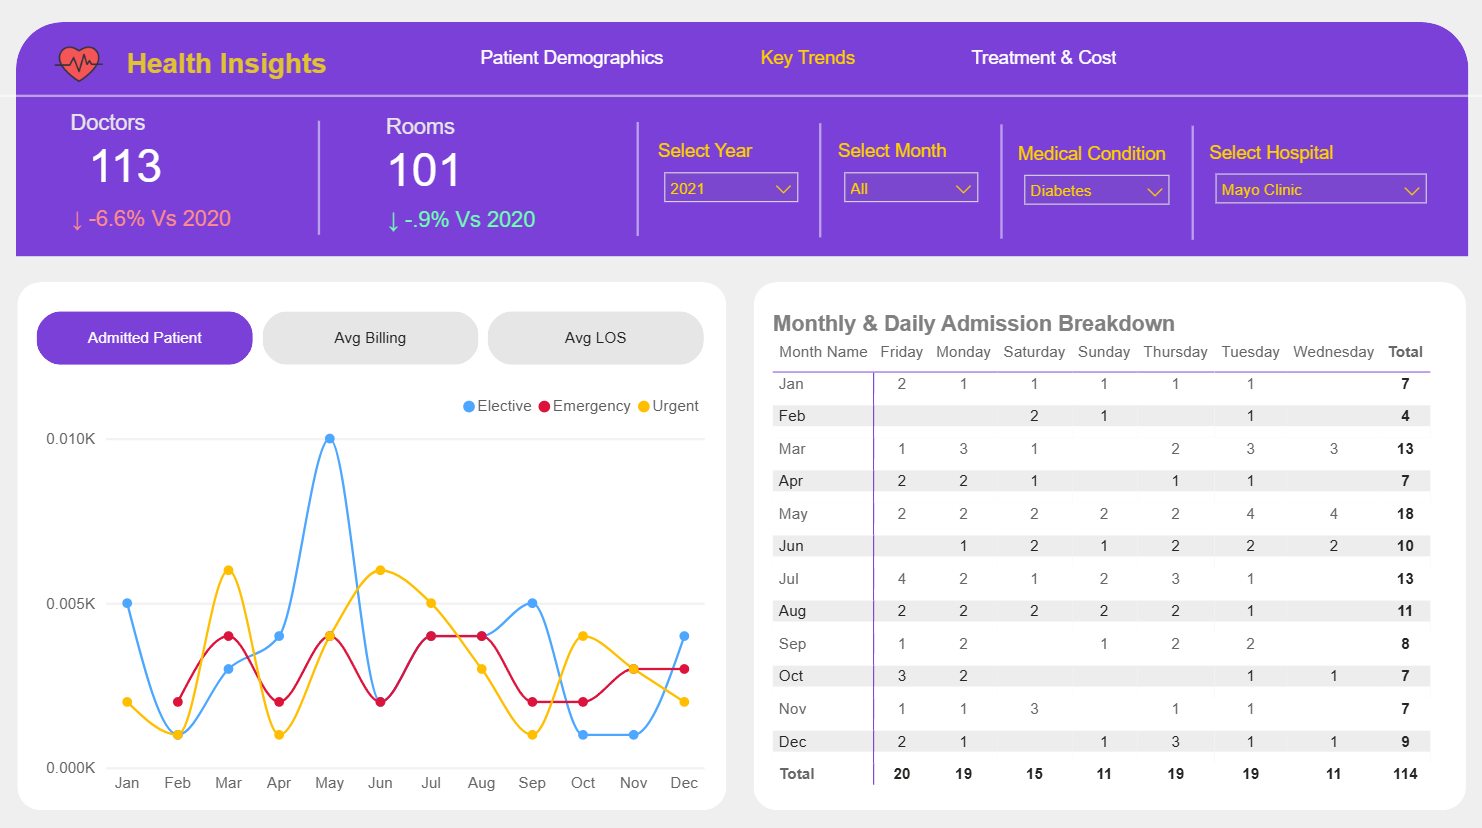 Health Insights
Patient Demographics
Key Trends
Treatment & Cost
Doctors
113
↓ -6.6% Vs 2020
Rooms
101
↓ -.9% Vs 2020
Select Year
2021
Select Month
All
Medical Condition
Diabetes
Select Hospital
Mayo Clinic
Admitted Patient
Avg Billing
Avg LOS
Elective Emergency Urgent
0.010K
0.005K
0.000K
Jan Feb Mar Apr May Jun Jul Aug Sep Oct Nov Dec
Monthly & Daily Admission Breakdown
Month Name Friday Monday Saturday Sunday Thursday Tuesday Wednesday Total
Jan 2 1 1 1 1 1 7
Feb 2 1 1 4
Mar 1 3 1 2 3 3 13
Apr 2 2 1 1 1 7
May 2 2 2 2 2 4 4 18
Jun 1 2 1 2 2 2 10
Jul 4 2 1 2 3 1 13
Aug 2 2 2 2 2 1 11
Sep 1 2 1 2 2 8
Oct 3 2 1 1 7
Nov 1 1 3 1 1 7
Dec 2 1 1 3 1 1 9
Total 20 19 15 11 19 19 11 114